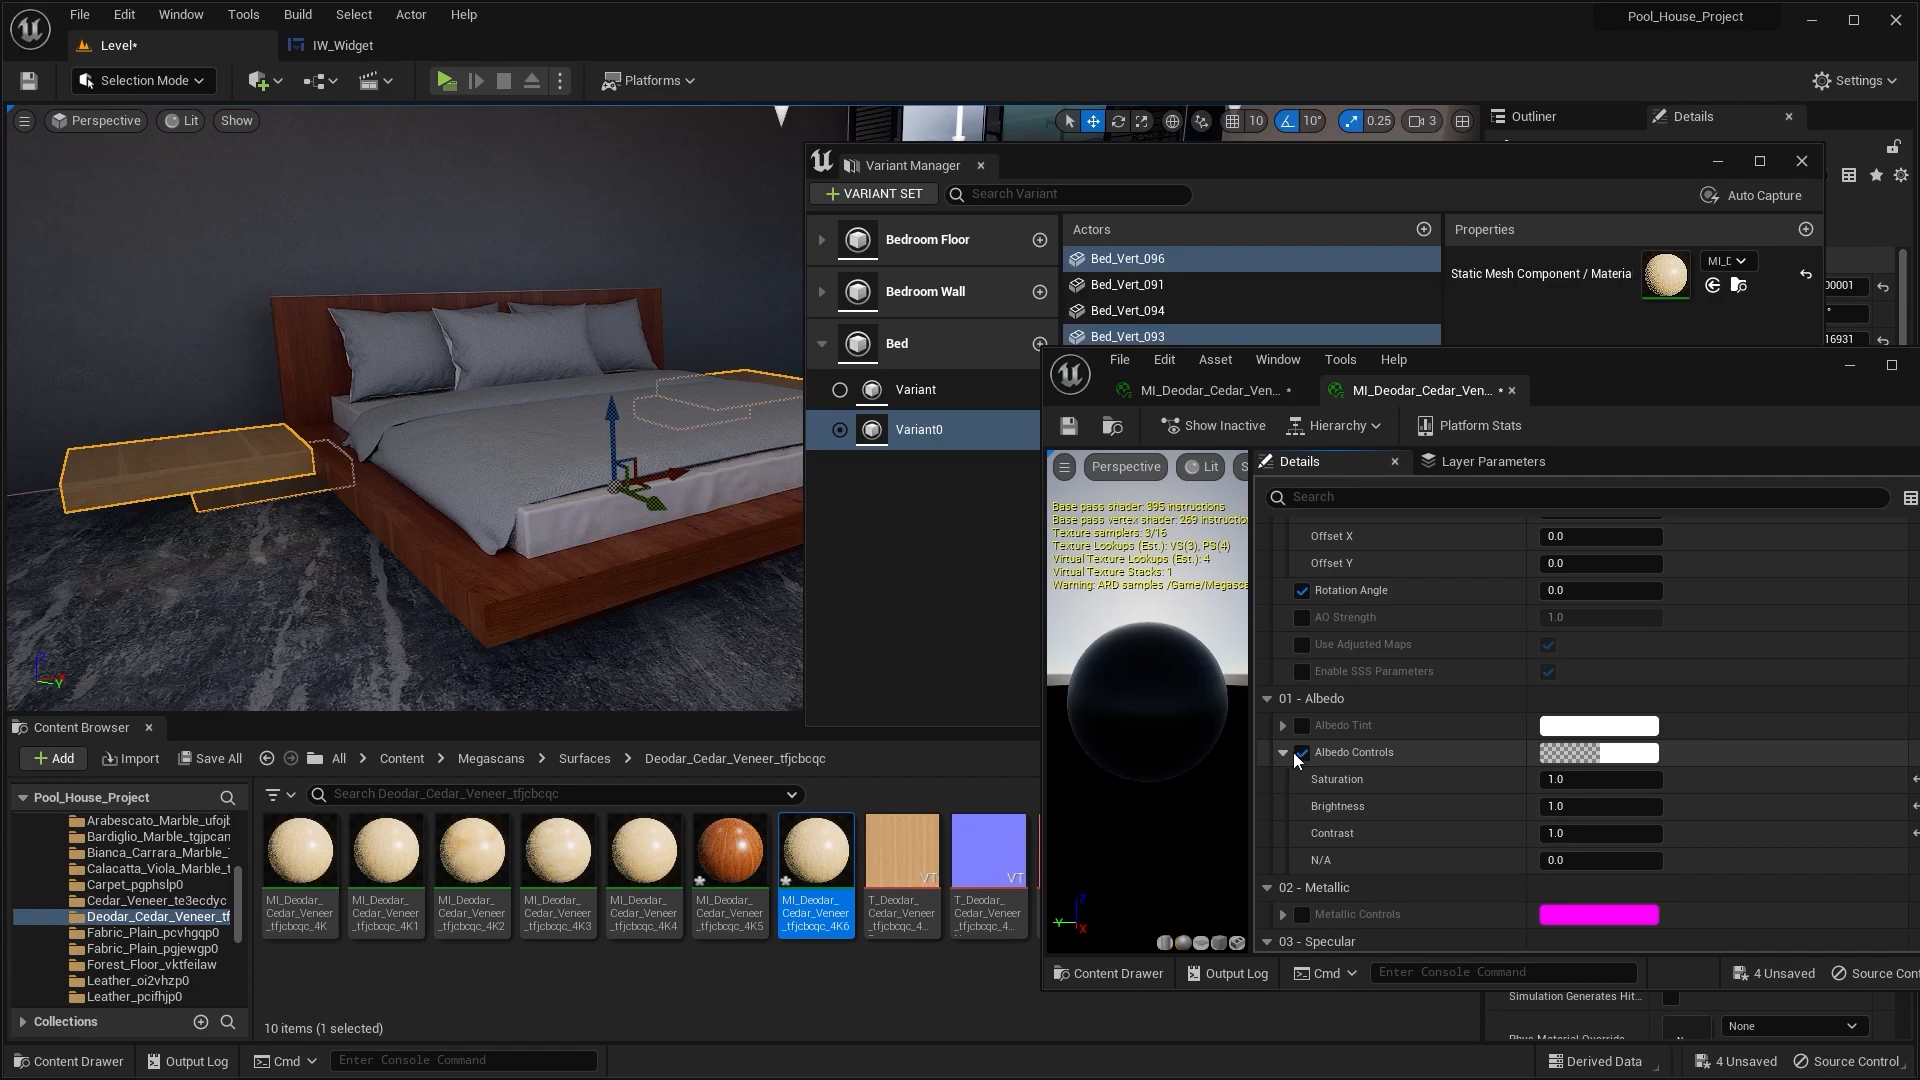 File Edit Window Tools Build Select Actor Help
Pool_House_Project
Level*
IW_Widget
Selection Mode
Platforms
Settings
Perspective
Lit
Show
10
10°
0.25
3
Outliner
Details
Variant Manager
VARIANT SET
Search Variant
Auto Capture
Bedroom Floor
Bedroom Wall
Bed
Variant
Variant0
Actors
Bed_Vert_096
Bed_Vert_091
Bed_Vert_094
Bed_Vert_093
Properties
Static Mesh Component / Materia
00001
°
16931
File Edit Asset Window Tools Help
MI_Deodar_Cedar_Ven... *
MI_Deodar_Cedar_Ven... *
Show Inactive
Hierarchy
Platform Stats
Perspective
Lit
S
Base pass shader: 395 instructions
Base pass vertex shader: 269 instructio
Texture samplers: 3/16
Texture Lookups (Est.): VS(3), PS(4)
Virtual Texture Lookups (Est.): 4
Virtual Texture Stacks: 1
Warning: ARD samples /Game/Megasca
Details
Layer Parameters
Search
Offset X 0.0
Offset Y 0.0
Rotation Angle 0.0
AO Strength 1.0
Use Adjusted Maps
Enable SSS Parameters
01 - Albedo
Albedo Tint
Albedo Controls
Saturation 1.0
Brightness 1.0
Contrast 1.0
N/A 0.0
02 - Metallic
Metallic Controls
03 - Specular
Content Drawer
Output Log
Cmd
Enter Console Command
4 Unsaved
Source Con
Simulation Generates Hit...
None
Content Browser
Add
Import
Save All
All
Content
Megascans
Surfaces
Deodar_Cedar_Veneer_tfjcbcqc
Pool_House_Project
Search Deodar_Cedar_Veneer_tfjcbcqc
Bardiglio_Marble_tgjpcan
Carpet_pgphslp0
Cedar_Veneer_te3ecdyc
Deodar_Cedar_Veneer_tf
Fabric_Plain_pcvhgqp0
Fabric_Plain_pgjewgp0
Forest_Floor_vktfeilaw
Leather_oi2vhzp0
Leather_pcifhjp0
Collections
MI_Deodar_
Cedar_Veneer
_tfjcbcqc_4K
MI_Deodar_
Cedar_Veneer
_tfjcbcqc_4K1
MI_Deodar_
Cedar_Veneer
_tfjcbcqc_4K2
MI_Deodar_
Cedar_Veneer
_tfjcbcqc_4K3
MI_Deodar_
Cedar_Veneer
_tfjcbcqc_4K4
MI_Deodar_
Cedar_Veneer
_tfjcbcqc_4K5
MI_Deodar_
Cedar_Veneer
_tfjcbcqc_4K6
VT
T_Deodar_
Cedar_Veneer
_tfjcbcqc_4...
VT
T_Deodar_
Cedar_Veneer
_tfjcbcqc_4...
10 items (1 selected)
Content Drawer
Output Log
Cmd
Enter Console Command
Derived Data
4 Unsaved
Source Control